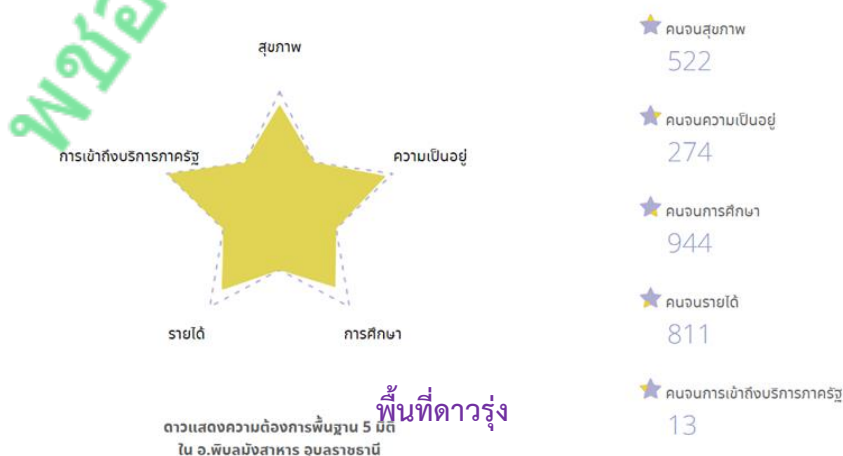 พชอ
สุขภาพ
การเข้าถึงบริการภาครัฐ
ความเป็นอยู่
รายได้
การศึกษา
พื้นที่ดาวรุ่ง
ดาวแสดงความต้องการพื้นฐาน 5 มิติ
ใน อ.พิบูลมังสาหาร อุบลราชธานี
คนจนสุขภาพ
522
คนจนความเป็นอยู่
274
คนจนการศึกษา
944
คนจนรายได้
811
คนจนการเข้าถึงบริการภาครัฐ
13